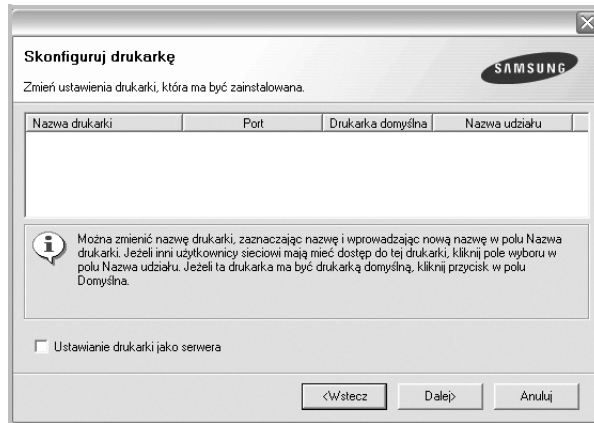 Skonfiguruj drukarkę
Zmień ustawienia drukarki, która ma być zainstalowana.
SAMSUNG
Nazwa drukarki Port Drukarka domyślna Nazwa udziału
Można zmienić nazwę drukarki, zaznaczając nazwę i wprowadzając nową nazwę w polu Nazwa
drukarki. Jeżeli inni użytkownicy sieciowi mają mieć dostęp do tej drukarki, kliknij pole wyboru w
polu Nazwa udziału. Jeżeli ta drukarka ma być drukarką domyślną, kliknij przycisk w polu
Domyślna.
Ustawianie drukarki jako serwera
<Wstecz Dalej> Anuluj